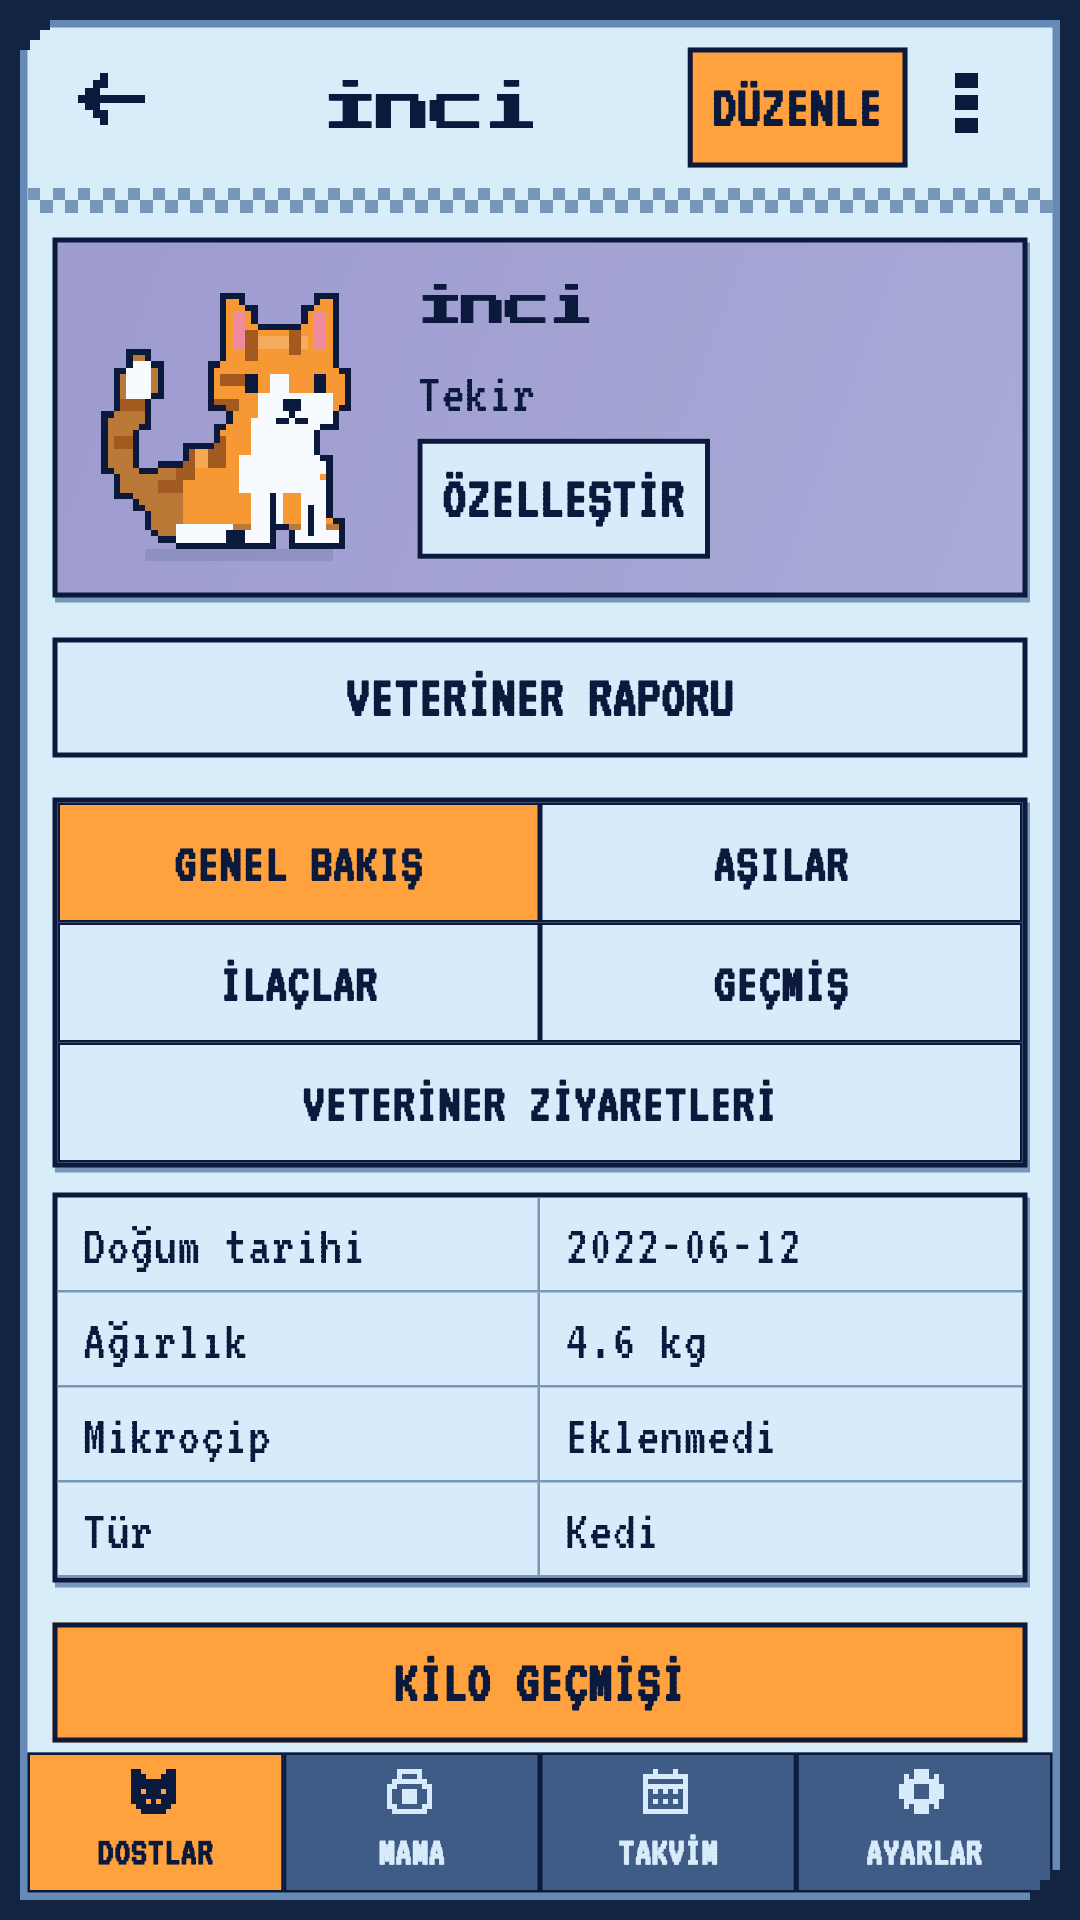 inci
DÜZENLE
inci
Tekir
ÖZELLEŞTİR
VETERİNER RAPORU
GENEL BAKIŞ
AŞILAR
İLAÇLAR
GEÇMİŞ
VETERİNER ZİYARETLERİ
Doğum tarihi 2022-06-12
Ağırlık 4.6 kg
Mikroçip Eklenmedi
Tür Kedi
KİLO GEÇMİŞİ
DOSTLAR
MAMA
TAKVİM
AYARLAR